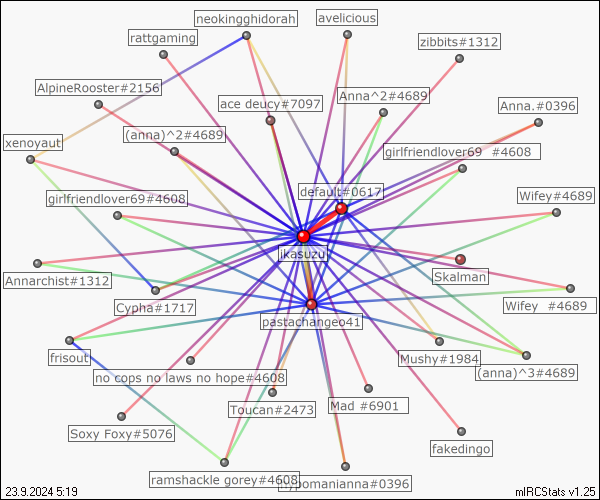 neokingghidorah
avelicious
rattgaming
zibbits#1312
AlpineRooster#2156
ace deucy#7097
Anna^2#4689
Anna.#0396
xenoyaut
(anna)^2#4689
girlfriendlover69 #4608
girlfriendlover69#4608
default#0617
Wifey#4689
ikasuzu
Annarchist#1312
Skalman
Cypha#1717
pastachangeo41
Wifey #4689
frisout
no cops no laws no hope#4608
Mushy#1984
(anna)^3#4689
Toucan#2473
Mad #6901
Soxy Foxy#5076
fakedingo
ramshackle gorey#4608
hypomanianna#0396
23.9.2024 5:19
mIRCStats v1.25